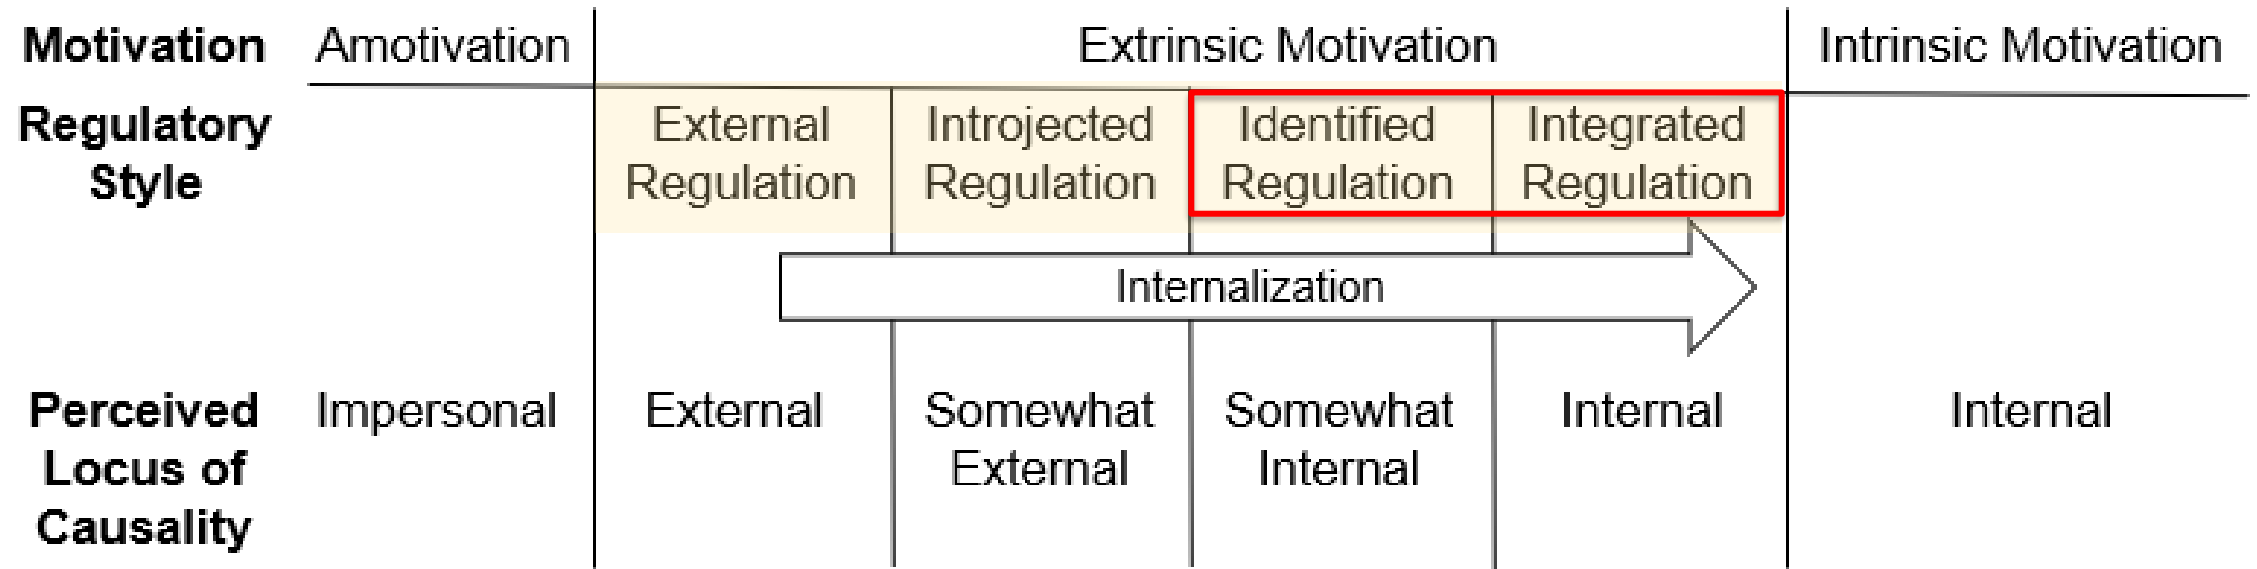 Motivation Amotivation Extrinsic Motivation Intrinsic Motivation
Regulatory Style
External Regulation
Introjected Regulation
Identified Regulation
Integrated Regulation
Internalization
Perceived Locus of Causality
Impersonal
External
Somewhat External
Somewhat Internal
Internal
Internal